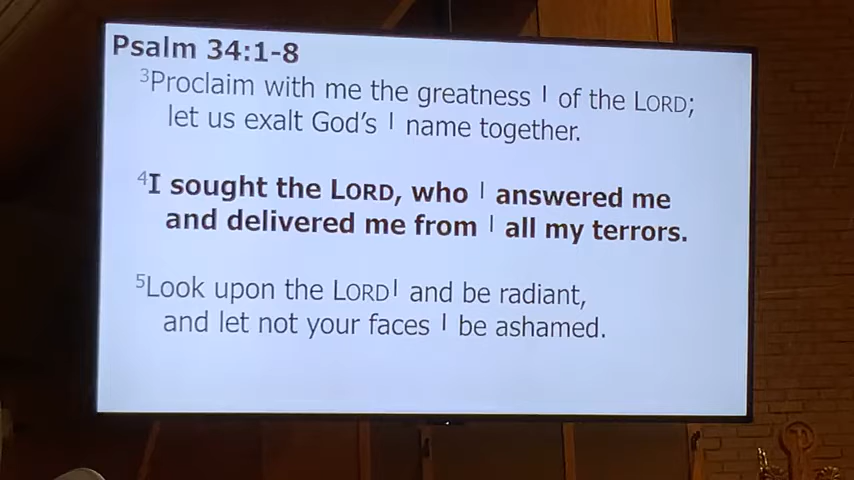 Psalm 34:1-8
3Proclaim with me the greatness | of the LORD;
let us exalt God's | name together.
4I sought the LORD, who | answered me
and delivered me from | all my terrors.
5Look upon the LORD| and be radiant,
and let not your faces | be ashamed.